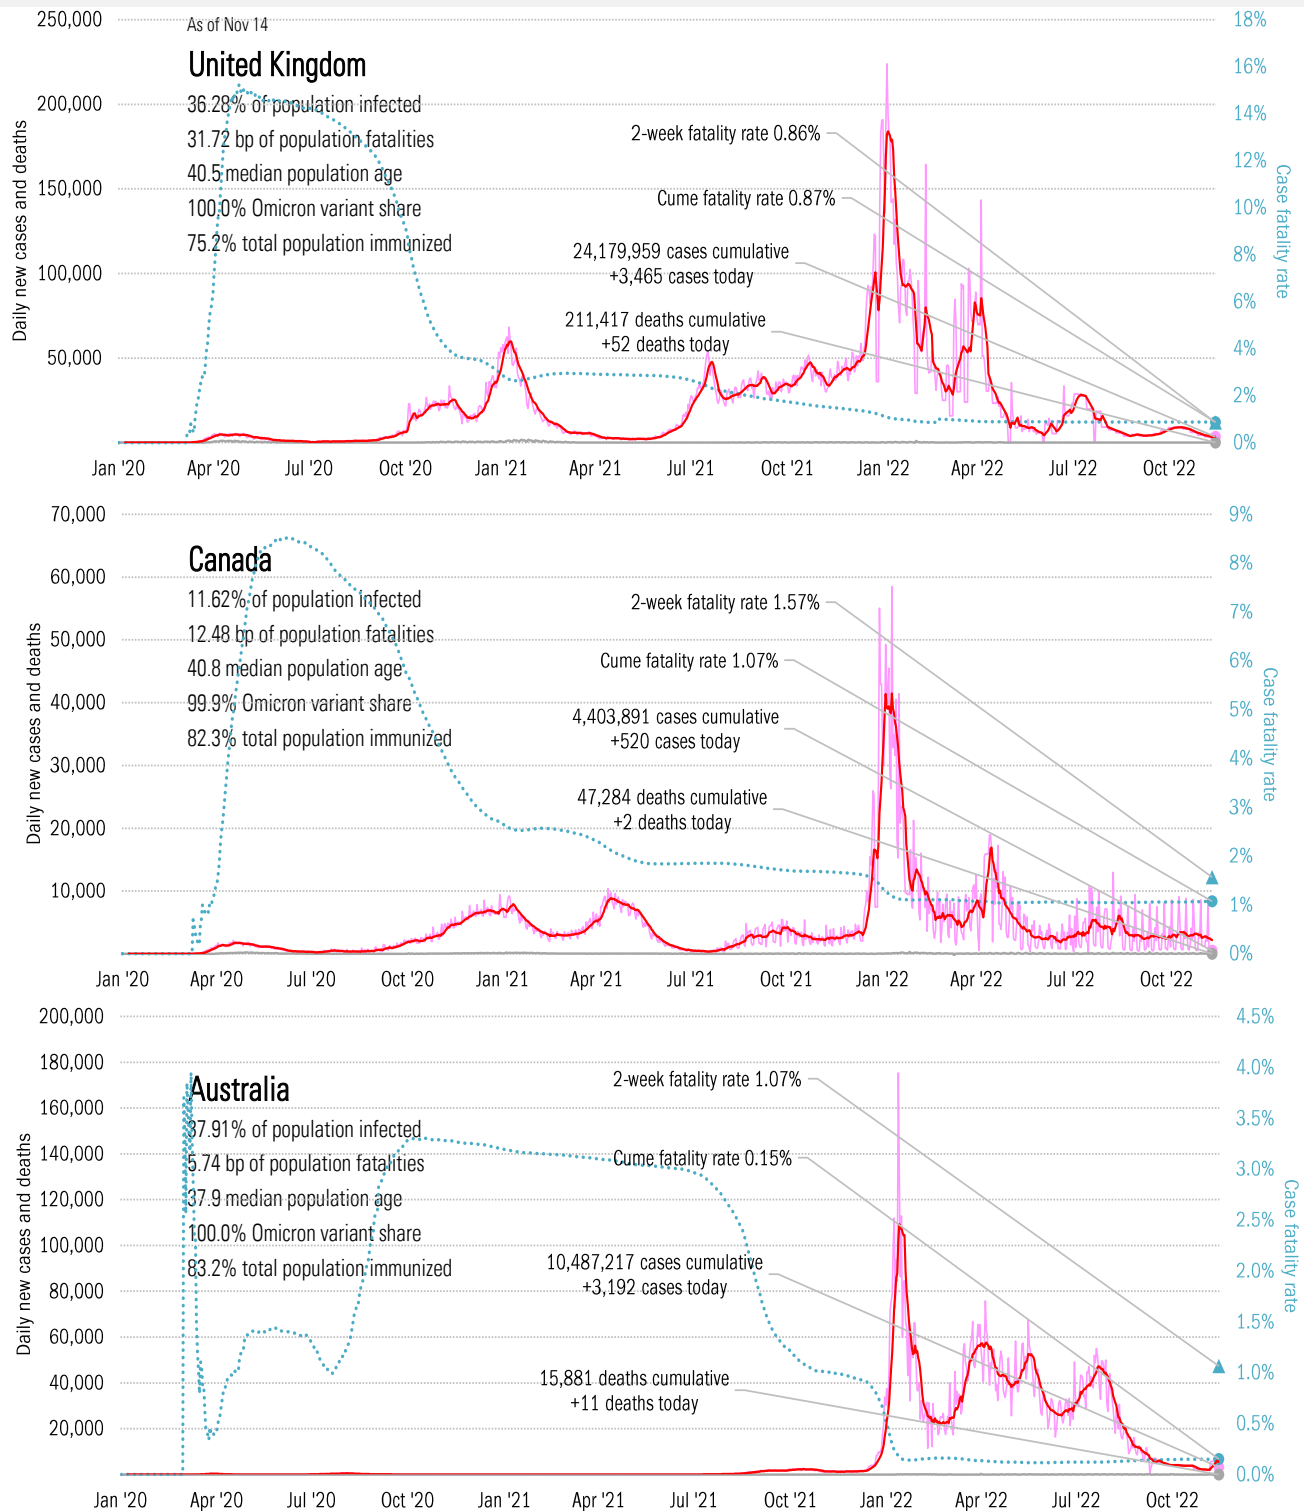 As of Nov 14
United Kingdom
36.28% of population infected
31.72 bp of population fatalities
40.5 median population age
100.0% Omicron variant share
75.2% total population immunized
2-week fatality rate 0.86%
Cume fatality rate 0.87%
24,179,959 cases cumulative
+3,465 cases today
211,417 deaths cumulative
+52 deaths today
Daily new cases and deaths
250,000
200,000
150,000
100,000
50,000
Case fatality rate
18%
16%
14%
12%
10%
8%
6%
4%
2%
0%
Jan '20 Apr '20 Jul '20 Oct '20 Jan '21 Apr '21 Jul '21 Oct '21 Jan '22 Apr '22 Jul '22 Oct '22
Canada
11.62% of population infected
12.48 bp of population fatalities
40.8 median population age
99.9% Omicron variant share
82.3% total population immunized
2-week fatality rate 1.57%
Cume fatality rate 1.07%
4,403,891 cases cumulative
+520 cases today
47,284 deaths cumulative
+2 deaths today
Daily new cases and deaths
70,000
60,000
50,000
40,000
30,000
20,000
10,000
Case fatality rate
9%
8%
7%
6%
5%
4%
3%
2%
1%
0%
Jan '20 Apr '20 Jul '20 Oct '20 Jan '21 Apr '21 Jul '21 Oct '21 Jan '22 Apr '22 Jul '22 Oct '22
Australia
37.91% of population infected
5.74 bp of population fatalities
37.9 median population age
100.0% Omicron variant share
83.2% total population immunized
2-week fatality rate 1.07%
Cume fatality rate 0.15%
10,487,217 cases cumulative
+3,192 cases today
15,881 deaths cumulative
+11 deaths today
Daily new cases and deaths
200,000
180,000
160,000
140,000
120,000
100,000
80,000
60,000
40,000
20,000
Case fatality rate
4.5%
4.0%
3.5%
3.0%
2.5%
2.0%
1.5%
1.0%
0.5%
0.0%
Jan '20 Apr '20 Jul '20 Oct '20 Jan '21 Apr '21 Jul '21 Oct '21 Jan '22 Apr '22 Jul '22 Oct '22